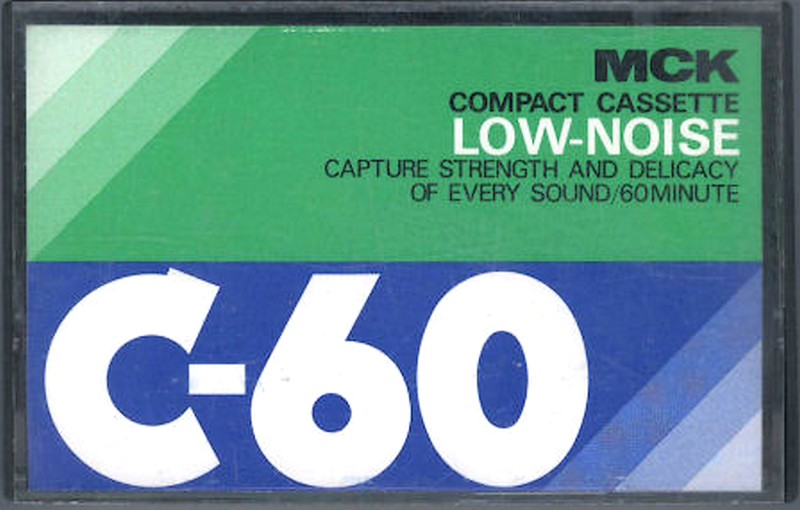 MCK
COMPACT CASSETTE
LOW-NOISE
CAPTURE STRENGTH AND DELICACY
OF EVERY SOUND/60MINUTE
C-60